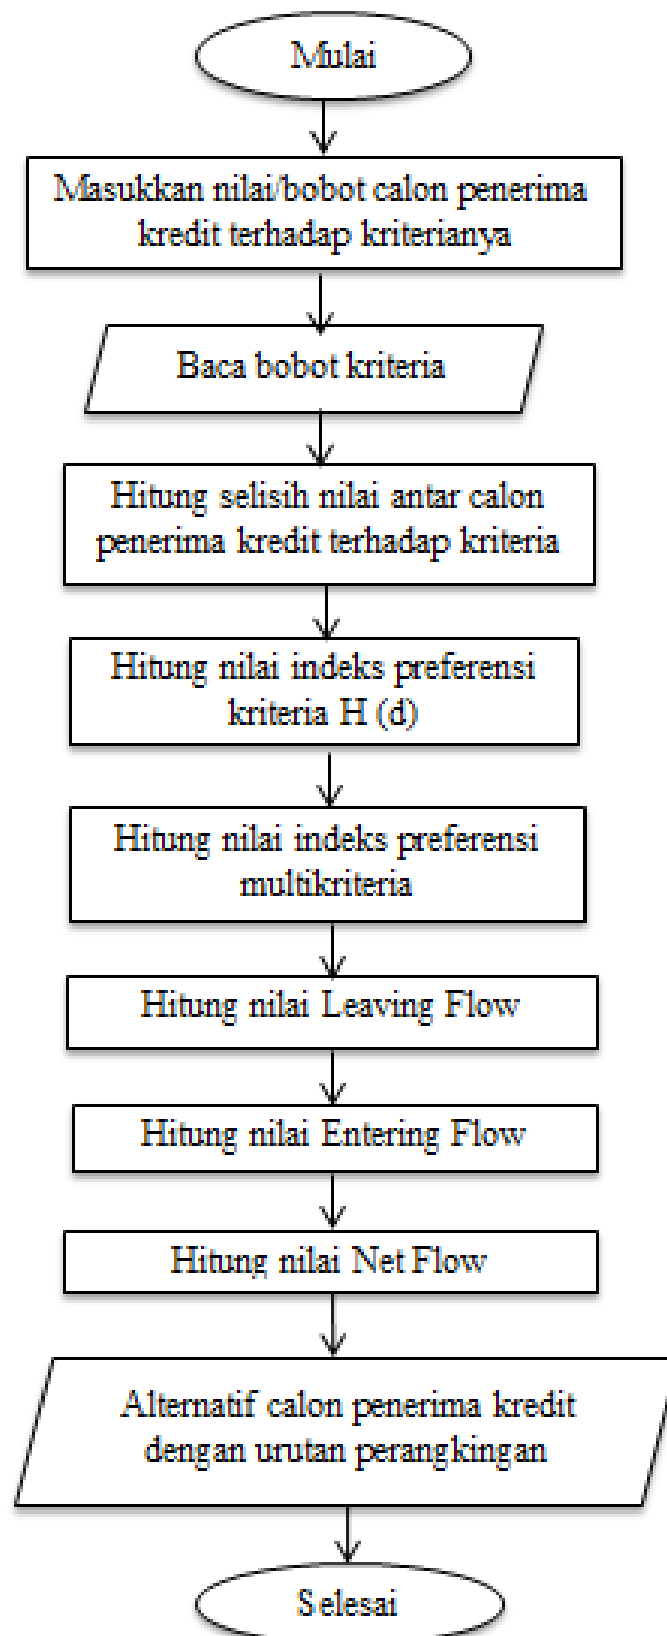 Mulai
Masukkan nilai/bobot calon penerima
kredit terhadap kriterianya
Baca bobot kriteria
Hitung selisih nilai antar calon
penerima kredit terhadap kriteria
Hitung nilai indeks preferensi
kriteria H (d)
Hitung nilai indeks preferensi
multikriteria
Hitung nilai Leaving Flow
Hitung nilai Entering Flow
Hitung nilai Net Flow
Alternatif calon penerima kredit
dengan urutan perangkingan
Selesai